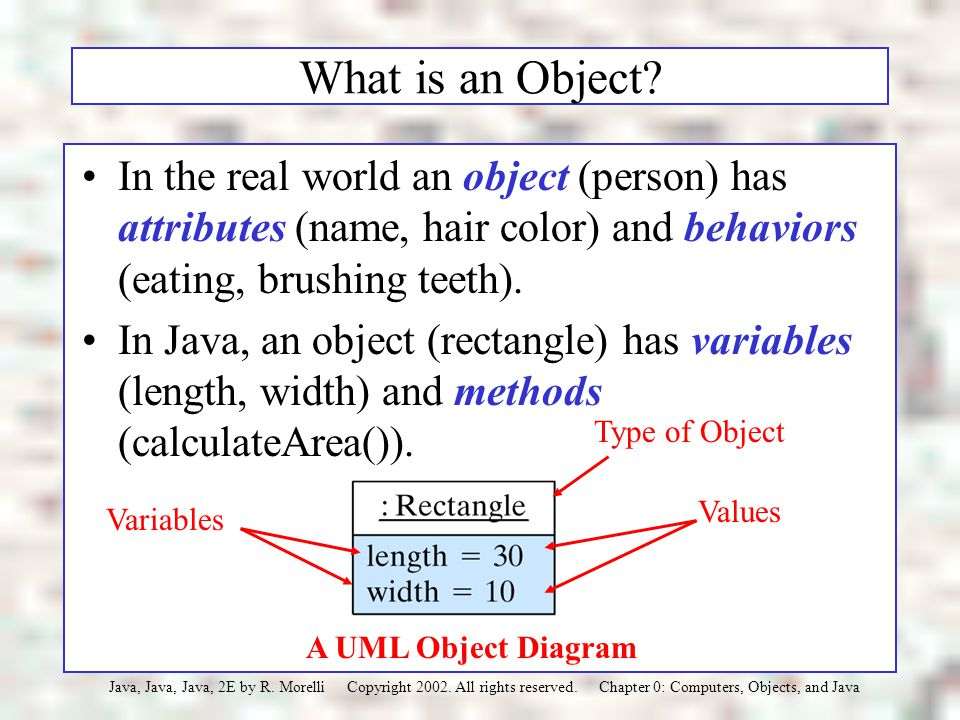 What is an Object?
• In the real world an object (person) has
attributes (name, hair color) and behaviors
(eating, brushing teeth).
• In Java, an object (rectangle) has variables
(length, width) and methods
(calculateArea()).
Type of Object
: Rectangle
Variables
Values
length = 30
width = 10
A UML Object Diagram
Java, Java, Java, 2E by R. Morelli Copyright 2002. All rights reserved. Chapter 0: Computers, Objects, and Java